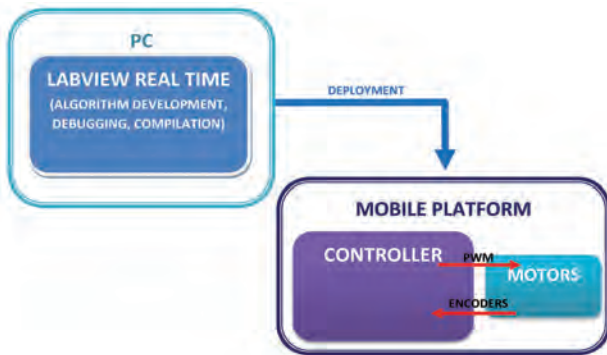 PC
LABVIEW REAL TIME
(ALGORITHM DEVELOPMENT,
DEBUGGING, COMPILATION)
DEPLOYMENT
MOBILE PLATFORM
CONTROLLER
PWM
MOTORS
ENCODERS